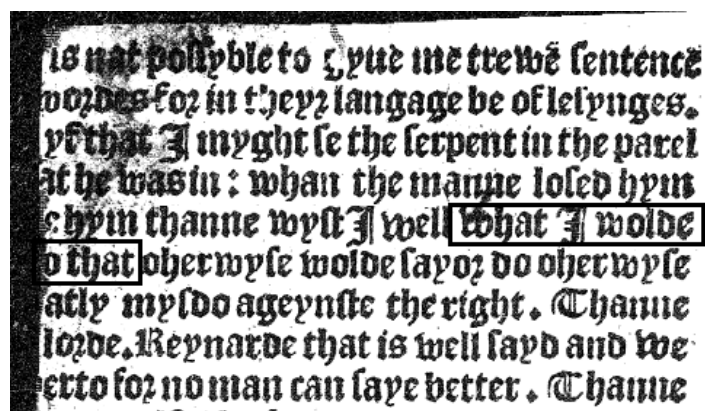 is nat possyble to gyue me trewē sentence
wordes for in theyr langage be of lesynges.
yf that I myght se the serpent in the parel
at he was in : whan the manne losed hym
hym thanne wyst I well what I wolde
o that oherwyse wolde say or do oherwyse
atly mysdo ageynste the right. Thanne
lorde. Reynarde that is well sayd and we
erto for no man can saye better. Thanne